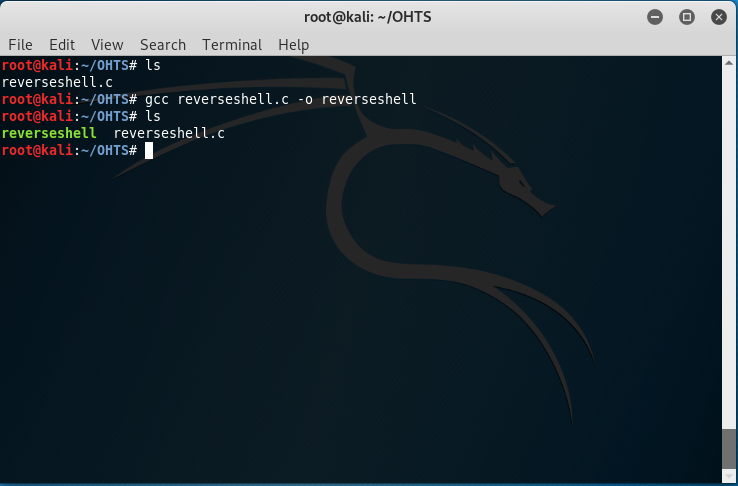 root@kali: ~/OHTS
File Edit View Search Terminal Help
root@kali:~/OHTS# ls
reverseshell.c
root@kali:~/OHTS# gcc reverseshell.c -o reverseshell
root@kali:~/OHTS# ls
reverseshell  reverseshell.c
root@kali:~/OHTS#